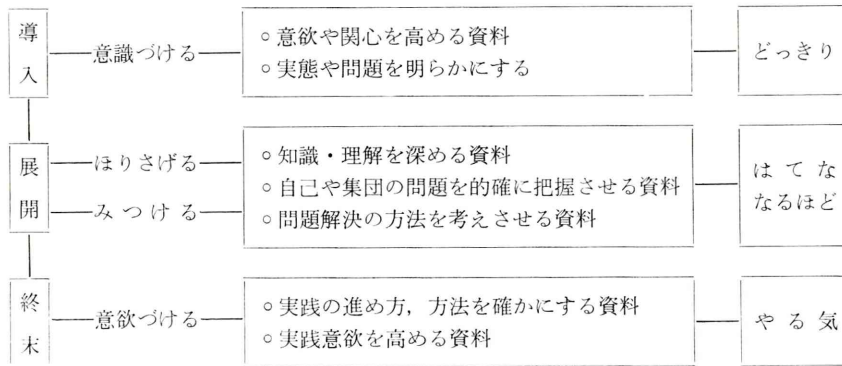 導入
意識づける
○意欲や関心を高める資料
○実態や問題を明らかにする
どっきり
展開
ほりさげる
みつける
○知識・理解を深める資料
○自己や集団の問題を的確に把握させる資料
○問題解決の方法を考えさせる資料
はてな
なるほど
終末
意欲づける
○実践の進め方，方法を確かにする資料
○実践意欲を高める資料
やる気